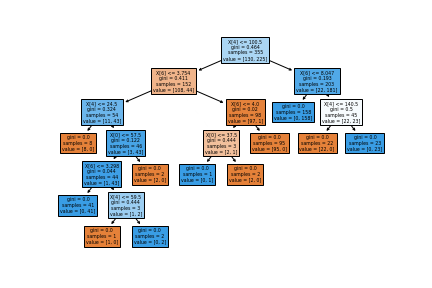 X[4] <= 100.5
gini = 0.464
samples = 355
value = [130, 225]
X[6] <= 3.754
gini = 0.411
samples = 152
value = [108, 44]
X[6] <= 8.047
gini = 0.193
samples = 203
value = [22, 181]
X[4] <= 24.5
gini = 0.324
samples = 54
value = [11, 43]
X[6] <= 4.0
gini = 0.02
samples = 98
value = [97, 1]
gini = 0.0
samples = 158
value = [0, 158]
X[4] <= 140.5
gini = 0.5
samples = 45
value = [22, 23]
gini = 0.0
samples = 8
value = [8, 0]
X[0] <= 57.5
gini = 0.122
samples = 46
value = [3, 43]
X[0] <= 37.5
gini = 0.444
samples = 3
value = [2, 1]
gini = 0.0
samples = 95
value = [95, 0]
gini = 0.0
samples = 22
value = [22, 0]
gini = 0.0
samples = 23
value = [0, 23]
X[6] <= 3.298
gini = 0.044
samples = 44
value = [1, 43]
gini = 0.0
samples = 2
value = [2, 0]
gini = 0.0
samples = 1
value = [0, 1]
gini = 0.0
samples = 2
value = [2, 0]
gini = 0.0
samples = 41
value = [0, 41]
X[4] <= 59.5
gini = 0.444
samples = 3
value = [1, 2]
gini = 0.0
samples = 1
value = [1, 0]
gini = 0.0
samples = 2
value = [0, 2]